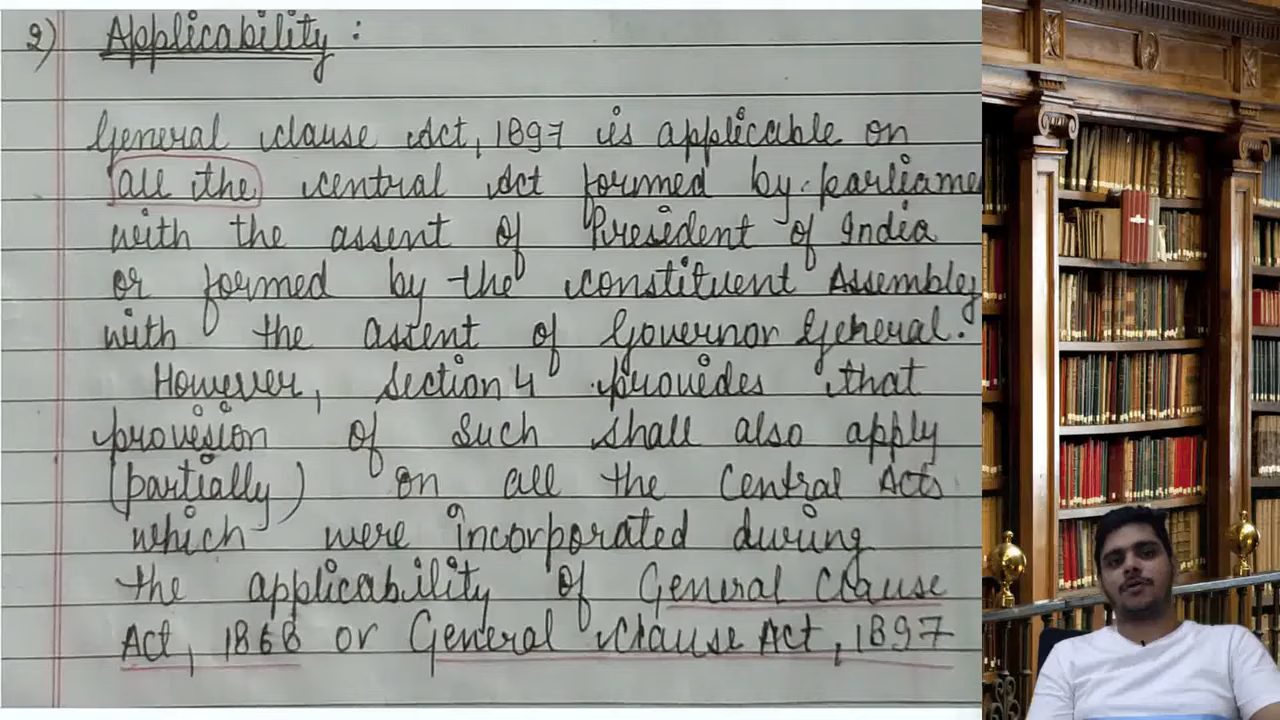 2) Applicability :
General Clause Act, 1897 is applicable on
all the central Act formed by parliame
with the assent of President of India
or formed by the constituent Assembly
with the assent of Governor General.
However, Section 4 provides that
provision of such shall also apply
(partially) on all the Central Acts
which were incorporated during
the applicability of General Clause
Act, 1868 or General Clause Act, 1897